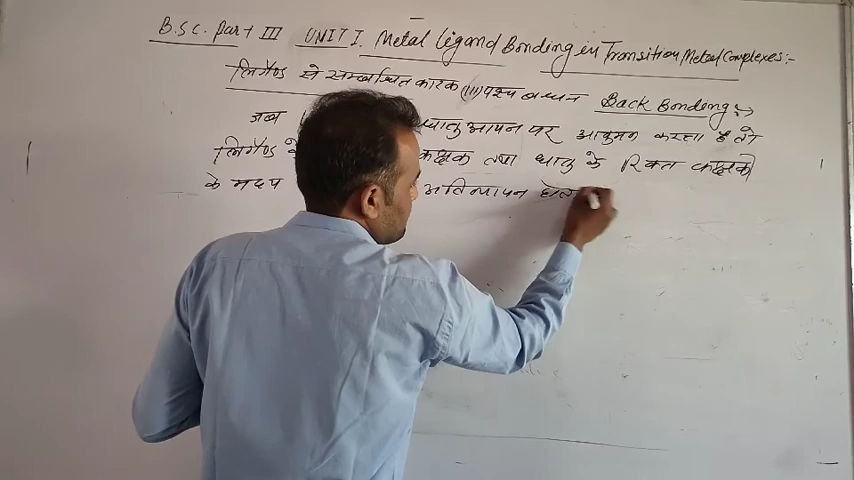 B.SC. Part III UNIT I. Metal ligand Bonding in Transition Metal Complexes:-
लिगैण्ड से सम्बन्धित कारक (III) पश्च बन्धन Back Bonding:->
जब धातु आयन पर आक्रमण करता है तो
लिगैण्ड के कक्षक तथा धातु के रिक्त कक्षको
के मध्य अतिव्यापन